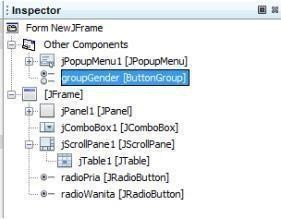 Inspector
Form NewJFrame
Other Components
jPopupMenu1 [JPopupMenu]
groupGender [ButtonGroup]
[JFrame]
jPanel1 [JPanel]
jComboBox1 [JComboBox]
jScrollPane1 [JScrollPane]
jTable1 [JTable]
radioPria [JRadioButton]
radioWanita [JRadioButton]